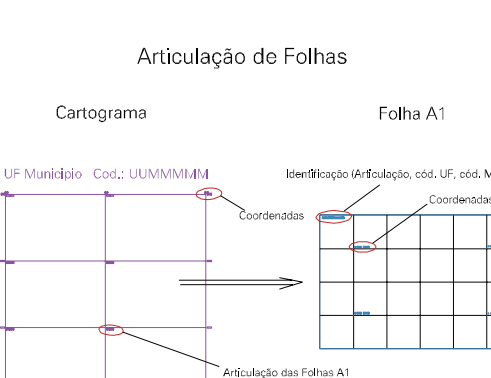 Articulação de Folhas
Cartograma
Folha A1
UF Municipio Cod.: UUMMMMM
Identificação (Articulação, cód. UF, cód. M
Coordenadas
Coordenadas
Articulação das Folhas A1